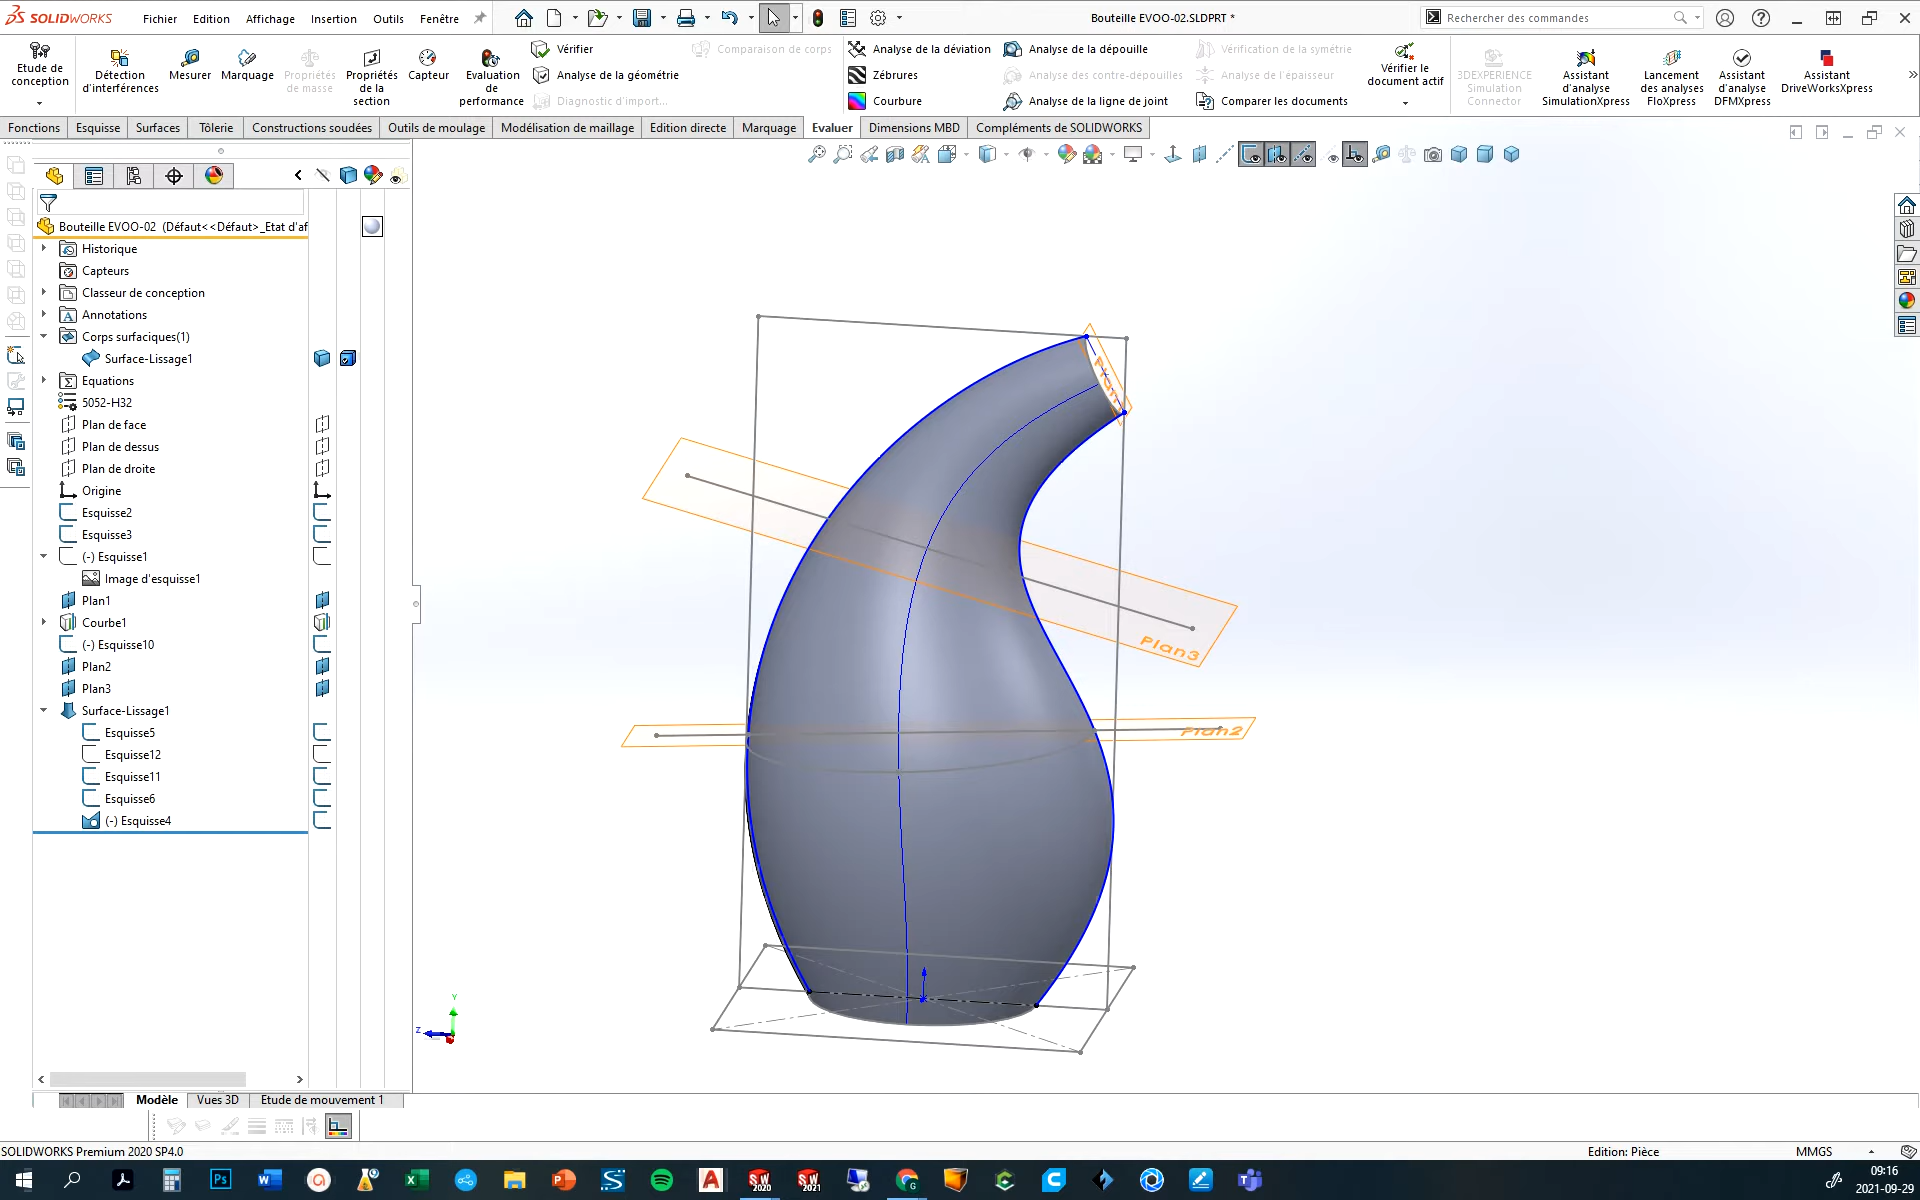 SOLIDWORKS
Fichier Edition Affichage Insertion Outils Fenêtre
Bouteille EVOO-02.SLDPRT *
Rechercher des commandes
Etude de conception
Détection d'interférences
Mesurer
Marquage
Propriétés de masse
Propriétés de la section
Capteur
Evaluation de performance
Vérifier
Analyse de la géométrie
Diagnostic d'import...
Comparaison de corps
Analyse de la déviation
Zébrures
Courbure
Analyse de la dépouille
Analyse des contre-dépouilles
Analyse de la ligne de joint
Vérification de la symétrie
Analyse de l'épaisseur
Comparer les documents
Vérifier le document actif
3DEXPERIENCE Simulation Connector
Assistant d'analyse SimulationXpress
Lancement des analyses FloXpress
Assistant d'analyse DFMXpress
Assistant DriveWorksXpress
Fonctions Esquisse Surfaces Tôlerie Constructions soudées Outils de moulage Modélisation de maillage Edition directe Marquage Evaluer Dimensions MBD Compléments de SOLIDWORKS
Bouteille EVOO-02 (Défaut<<Défaut>_Etat d'af
Historique
Capteurs
Classeur de conception
Annotations
Corps surfaciques(1)
Surface-Lissage1
Equations
5052-H32
Plan de face
Plan de dessus
Plan de droite
Origine
Esquisse2
Esquisse3
(-) Esquisse1
Image d'esquisse1
Plan1
Courbe1
(-) Esquisse10
Plan2
Plan3
Surface-Lissage1
Esquisse5
Esquisse12
Esquisse11
Esquisse6
(-) Esquisse4
Plan3
Plan2
Y
Z
Modèle Vues 3D Etude de mouvement 1
SOLIDWORKS Premium 2020 SP4.0
Edition: Pièce
MMGS
09:16
2021-09-29